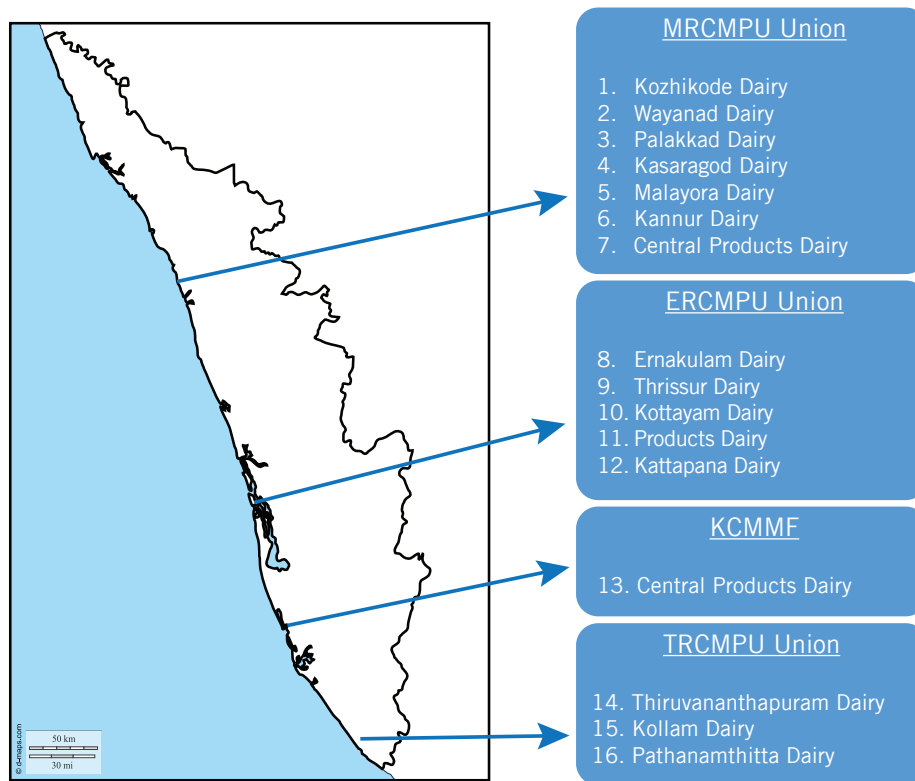 MRCMPU Union
1. Kozhikode Dairy
2. Wayanad Dairy
3. Palakkad Dairy
4. Kasaragod Dairy
5. Malayora Dairy
6. Kannur Dairy
7. Central Products Dairy
ERCMPU Union
8. Ernakulam Dairy
9. Thrissur Dairy
10. Kottayam Dairy
11. Products Dairy
12. Kattapana Dairy
KCMMF
13. Central Products Dairy
TRCMPU Union
14. Thiruvananthapuram Dairy
15. Kollam Dairy
16. Pathanamthitta Dairy
© d-maps.com
50 km
30 mi